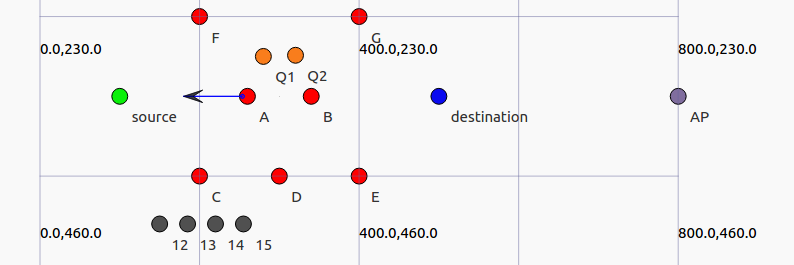 F
G
0.0,230.0
400.0,230.0
800.0,230.0
Q1
Q2
source
A
B
destination
AP
C
D
E
0.0,460.0
12
13
14
15
400.0,460.0
800.0,460.0